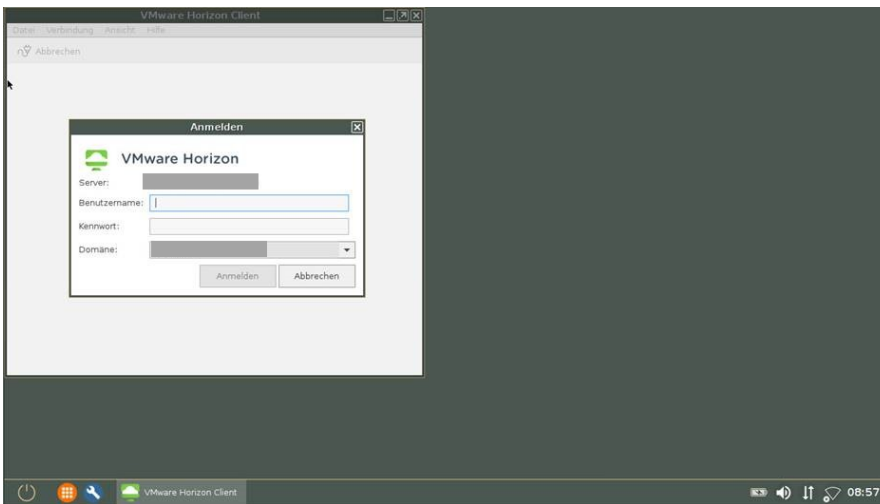 VMware Horizon Client
Datei Verbindung Ansicht Hilfe
Abbrechen
Anmelden
VMware Horizon
Server:
Benutzername:
Kennwort:
Domäne:
Anmelden Abbrechen
VMware Horizon Client
08:57